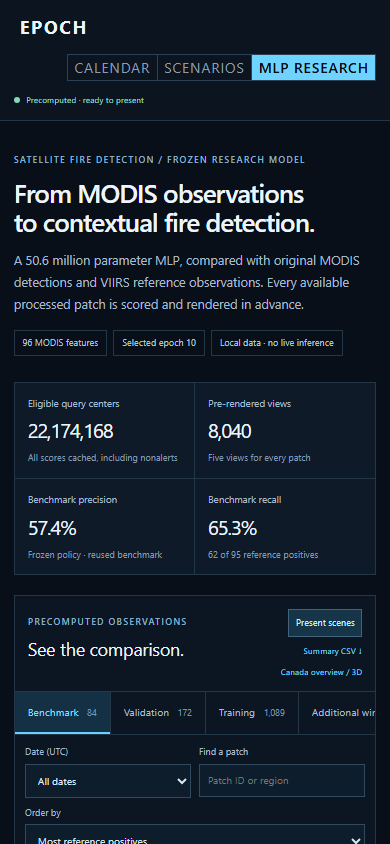 EPOCH
CALENDAR SCENARIOS MLP RESEARCH
Precomputed · ready to present
SATELLITE FIRE DETECTION / FROZEN RESEARCH MODEL
From MODIS observations
to contextual fire detection.
A 50.6 million parameter MLP, compared with original MODIS
detections and VIIRS reference observations. Every available
processed patch is scored and rendered in advance.
96 MODIS features Selected epoch 10 Local data · no live inference
Eligible query centers
22,174,168
All scores cached, including nonalerts
Pre-rendered views
8,040
Five views for every patch
Benchmark precision
57.4%
Frozen policy · reused benchmark
Benchmark recall
65.3%
62 of 95 reference positives
PRECOMPUTED OBSERVATIONS
See the comparison.
Present scenes
Summary CSV ↓
Canada overview / 3D
Benchmark 84 Validation 172 Training 1,089 Additional wir
Date (UTC)
All dates
Find a patch
Patch ID or region
Order by
Most reference positives